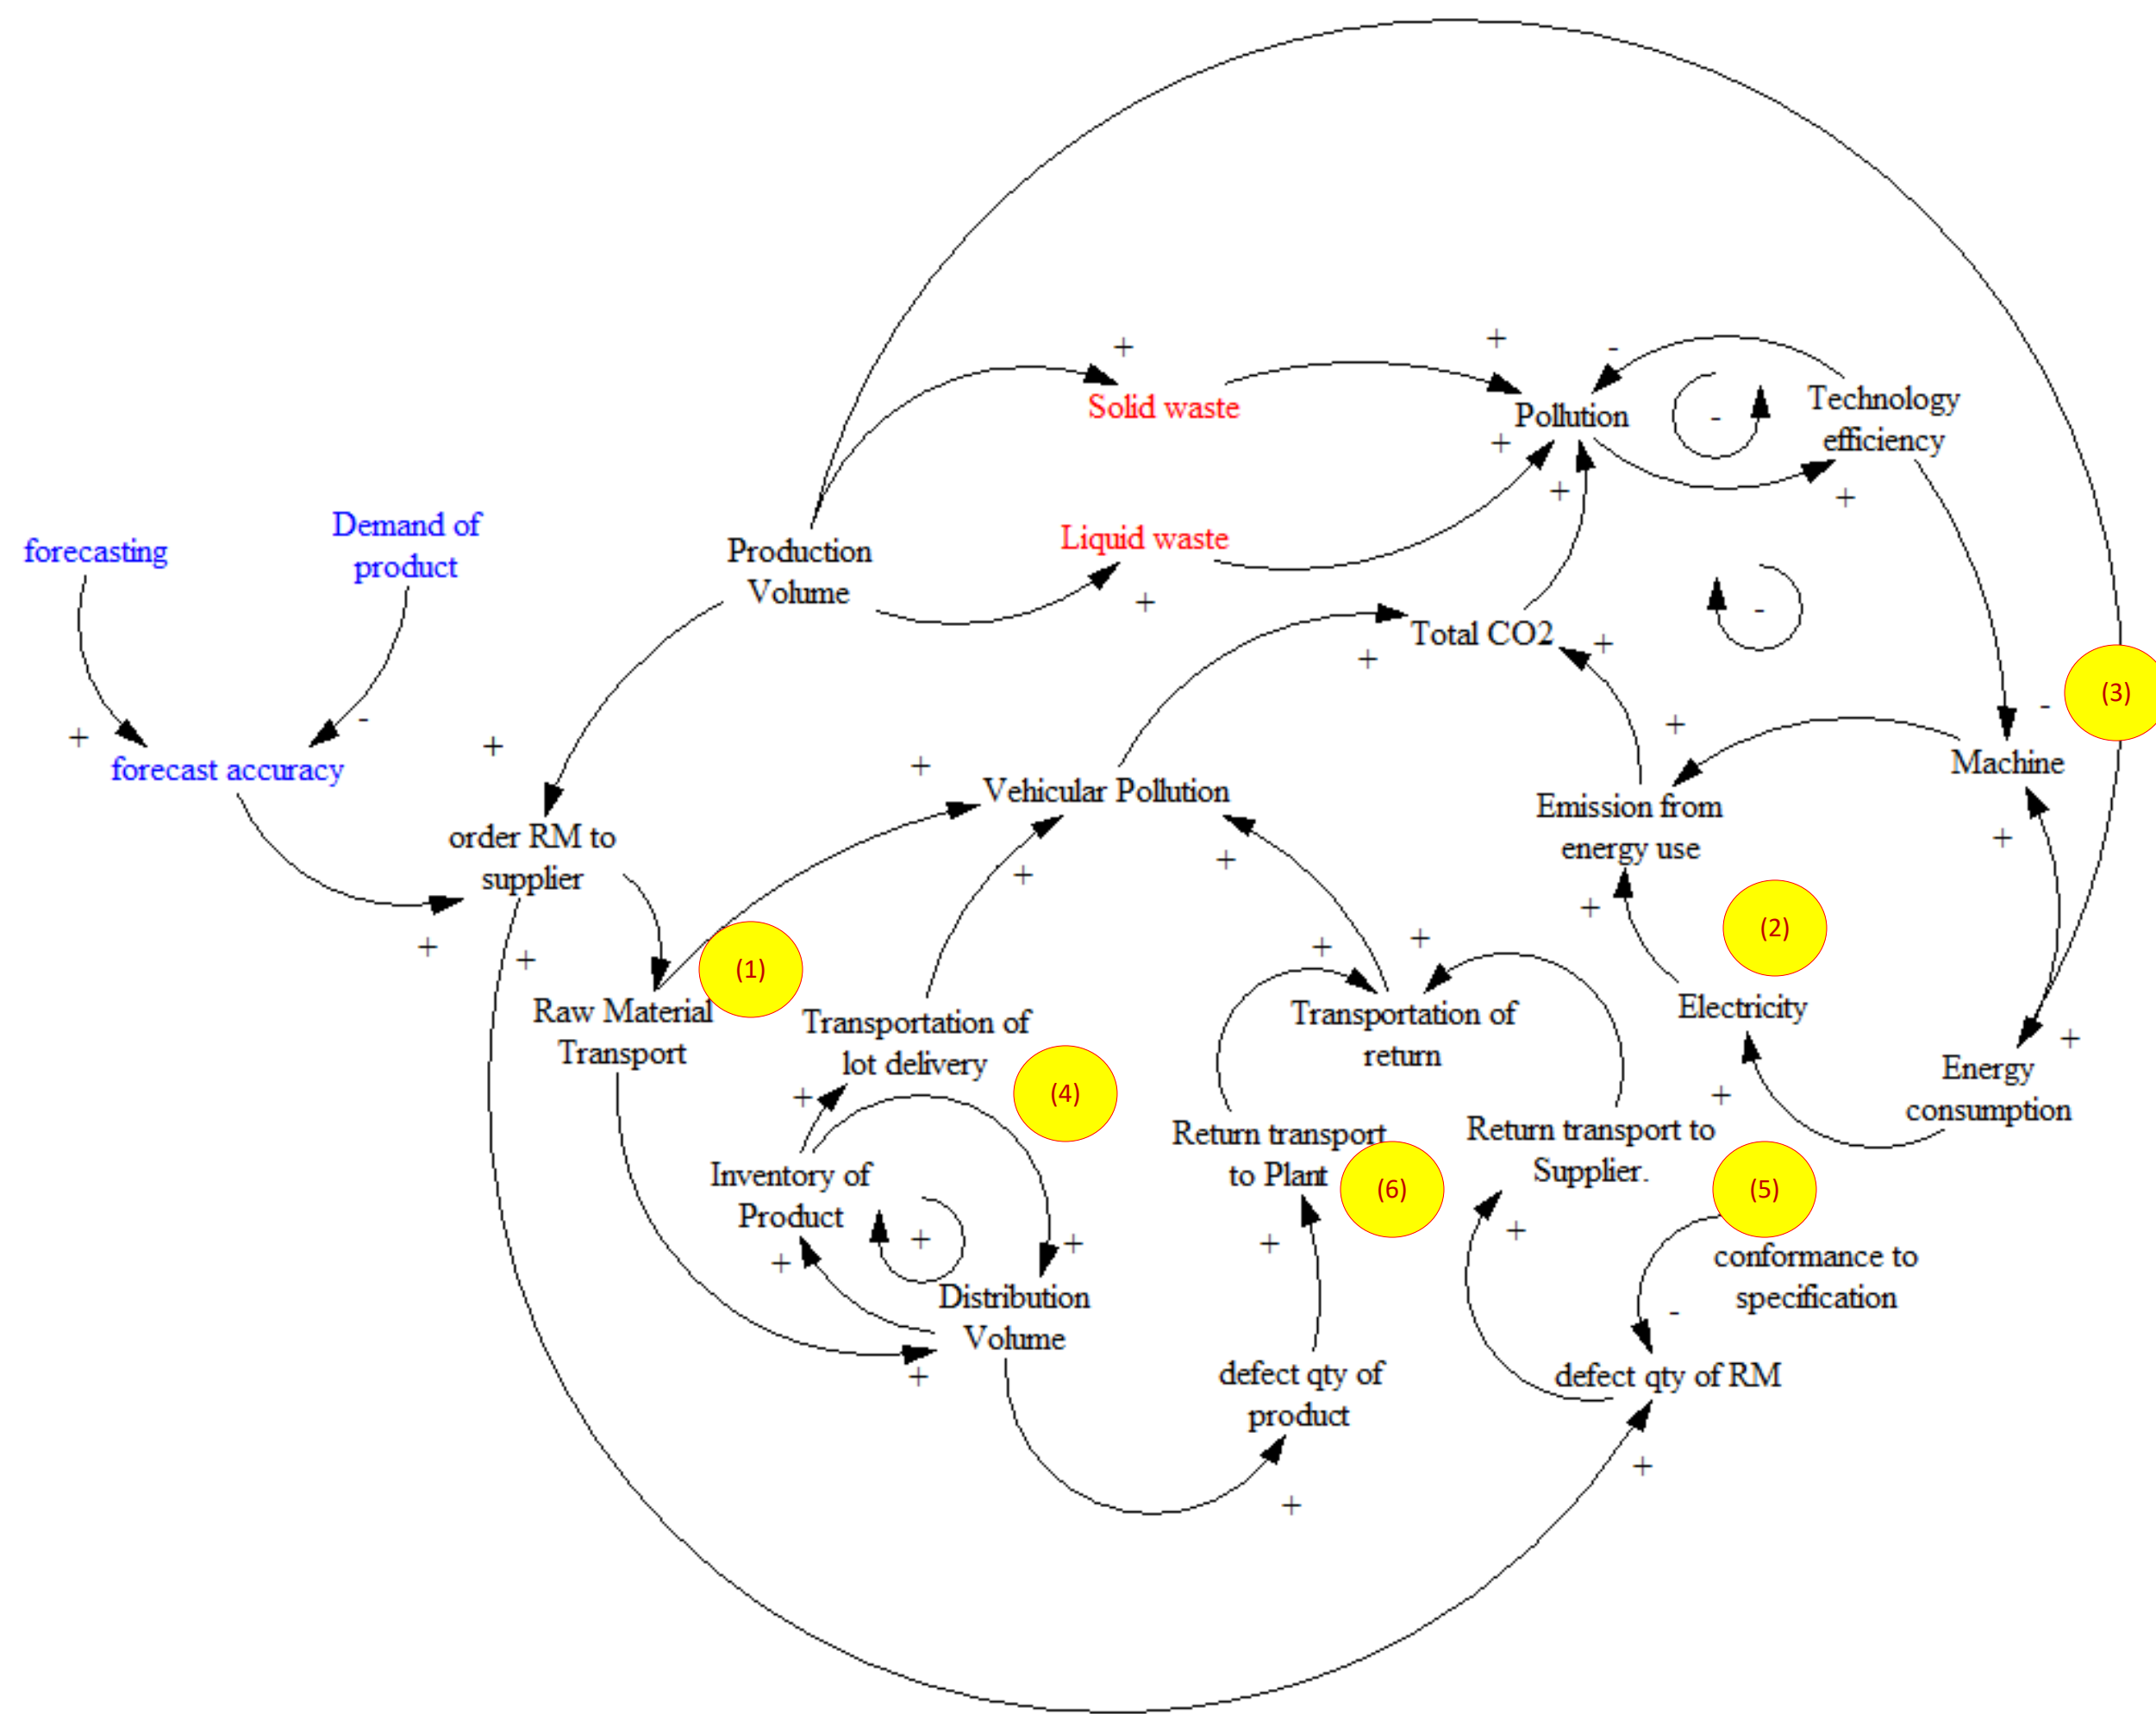 +
+
-
Solid waste
Pollution
-
Technology
efficiency
+
+
+
forecasting
Demand of
product
Production
Volume
Liquid waste
+
-
Total CO2
+
+
(3)
+
-
forecast accuracy
+
+
Vehicular Pollution
+
-
Machine
Emission from
energy use
order RM to
supplier
+
+
+
+
(2)
+
+
+
+
(1)
Raw Material
Transport
Transportation of
lot delivery
Transportation of
return
Electricity
+
Energy
consumption
+
(4)
+
Return transport
to Plant
Return transport to
Supplier.
(6)
(5)
Inventory of
Product
+
+
+
+
+
+
Distribution
Volume
conformance to
specification
-
+
defect qty of
product
defect qty of RM
+
+